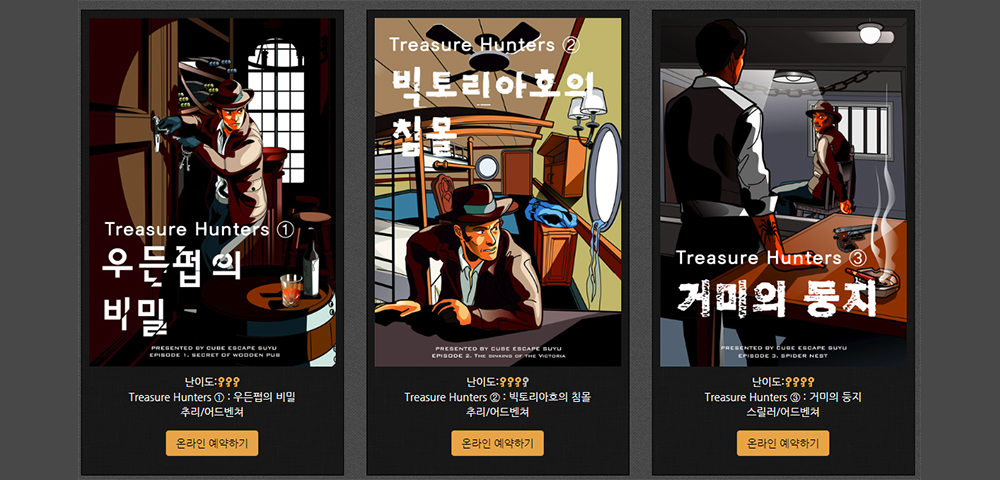 Treasure Hunters ①
우든펍의
비밀
PRESENTED BY CUBE ESCAPE SUYU
EPISODE 1. SECRET OF WOODEN PUB
난이도:
Treasure Hunters ① : 우든펍의 비밀
추리/어드벤쳐
온라인 예약하기
Treasure Hunters ②
빅토리아호의
침몰
PRESENTED BY CUBE ESCAPE SUYU
EPISODE 2. The sinking of the Victoria
난이도:
Treasure Hunters ② : 빅토리아호의 침몰
추리/어드벤쳐
온라인 예약하기
Treasure Hunters ③
거미의 둥지
PRESENTED BY CUBE ESCAPE SUYU
EPISODE 3. SPIDER NEST
난이도:
Treasure Hunters ③ : 거미의 둥지
스릴러/어드벤쳐
온라인 예약하기